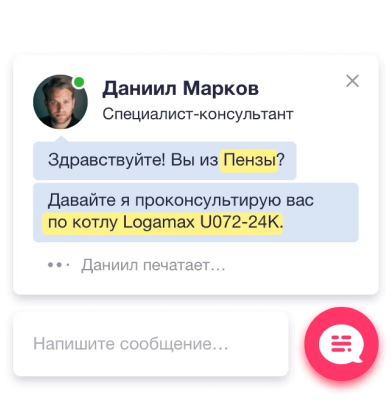 Даниил Марков
Специалист-консультант
Здравствуйте! Вы из Пензы?
Давайте я проконсультирую вас
по котлу Logamax U072-24K.
Даниил печатает...
Напишите сообщение...